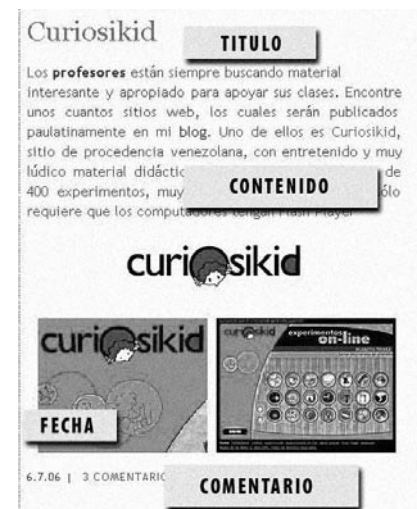 Curiosikid
TITULO
Los profesores están siempre buscando material
interesante y apropiado para apoyar sus clases. Encontre
unos cuantos sitios web, los cuales serán publicados
paulatinamente en mi blog. Uno de ellos es Curiosikid,
sitio de procedencia venezolana, con entretenido y muy
lúdico material de
400 experimentos, muy
CONTENIDO
requiere que los computadores tengan Flash Player
curiosikid
curiosikid
curiosikid experimentos
on-line
FECHA
6.7.06 | 3
COMENTARIO